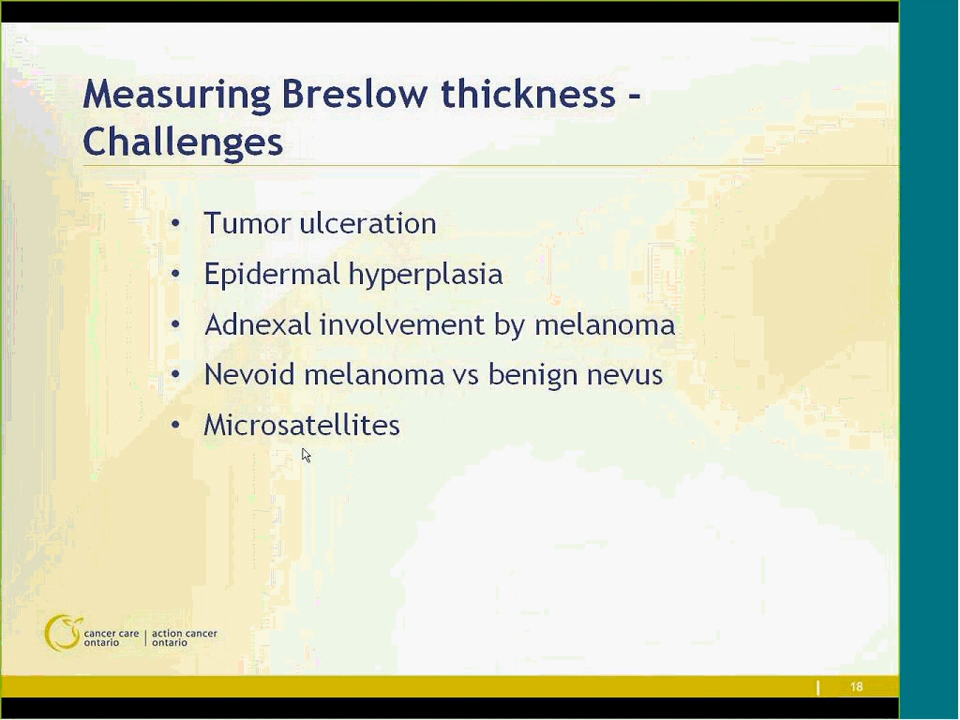 Measuring Breslow thickness -
Challenges
• Tumor ulceration
• Epidermal hyperplasia
• Adnexal involvement by melanoma
• Nevoid melanoma vs benign nevus
• Microsatellites
cancer care | action cancer
ontario | ontario
| 18